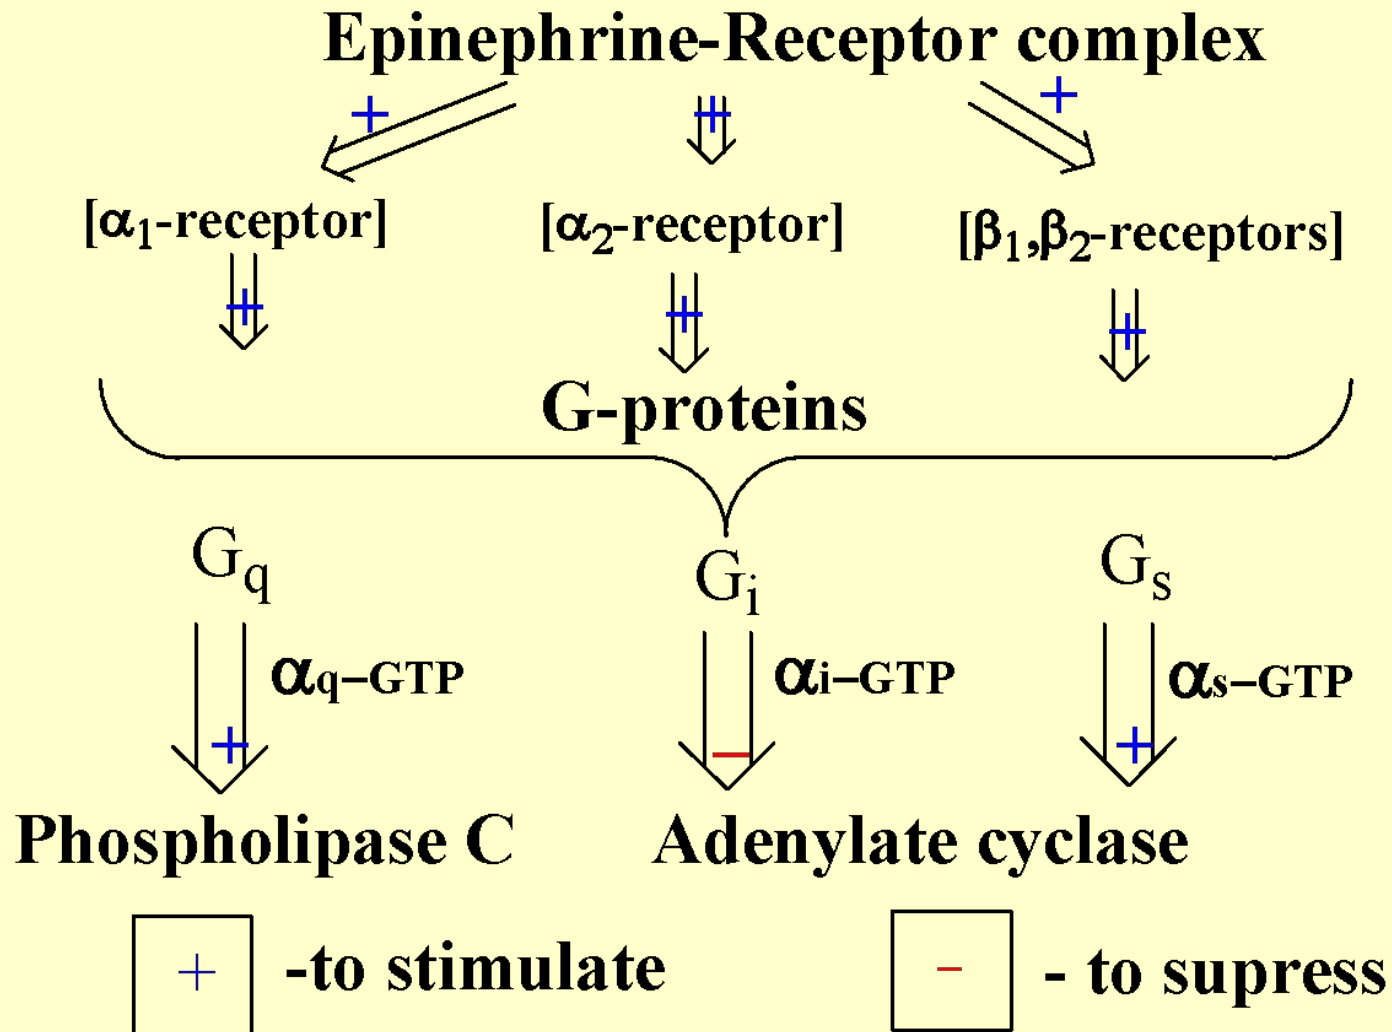 Epinephrine-Receptor complex
+ + +
[α₁-receptor] [α₂-receptor] [β₁,β₂-receptors]
+ + +
G-proteins
Gq Gi Gs
αq–GTP αi–GTP αs–GTP
+ − +
Phospholipase C Adenylate cyclase
+ -to stimulate − - to supress